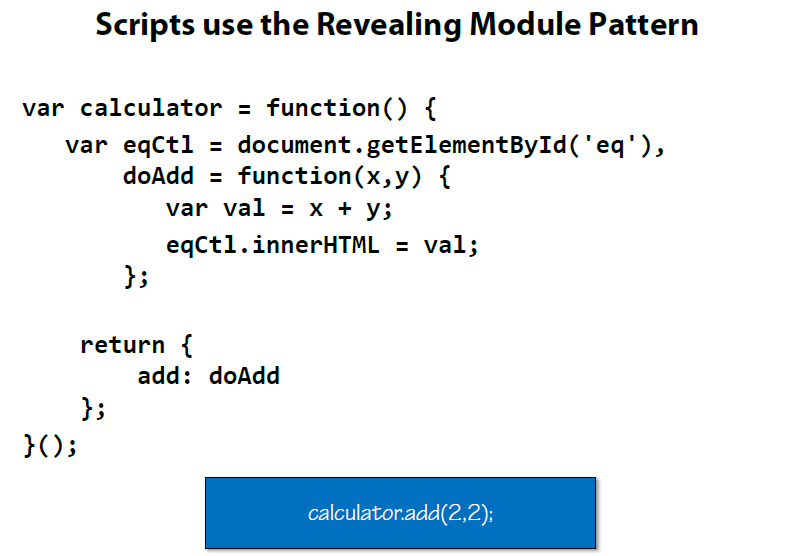 Scripts use the Revealing Module Pattern
var calculator = function() {
var eqCtl = document.getElementById('eq'),
doAdd = function(x,y) {
var val = x + y;
eqCtl.innerHTML = val;
};
return {
add: doAdd
};
}();
calculator.add(2,2);